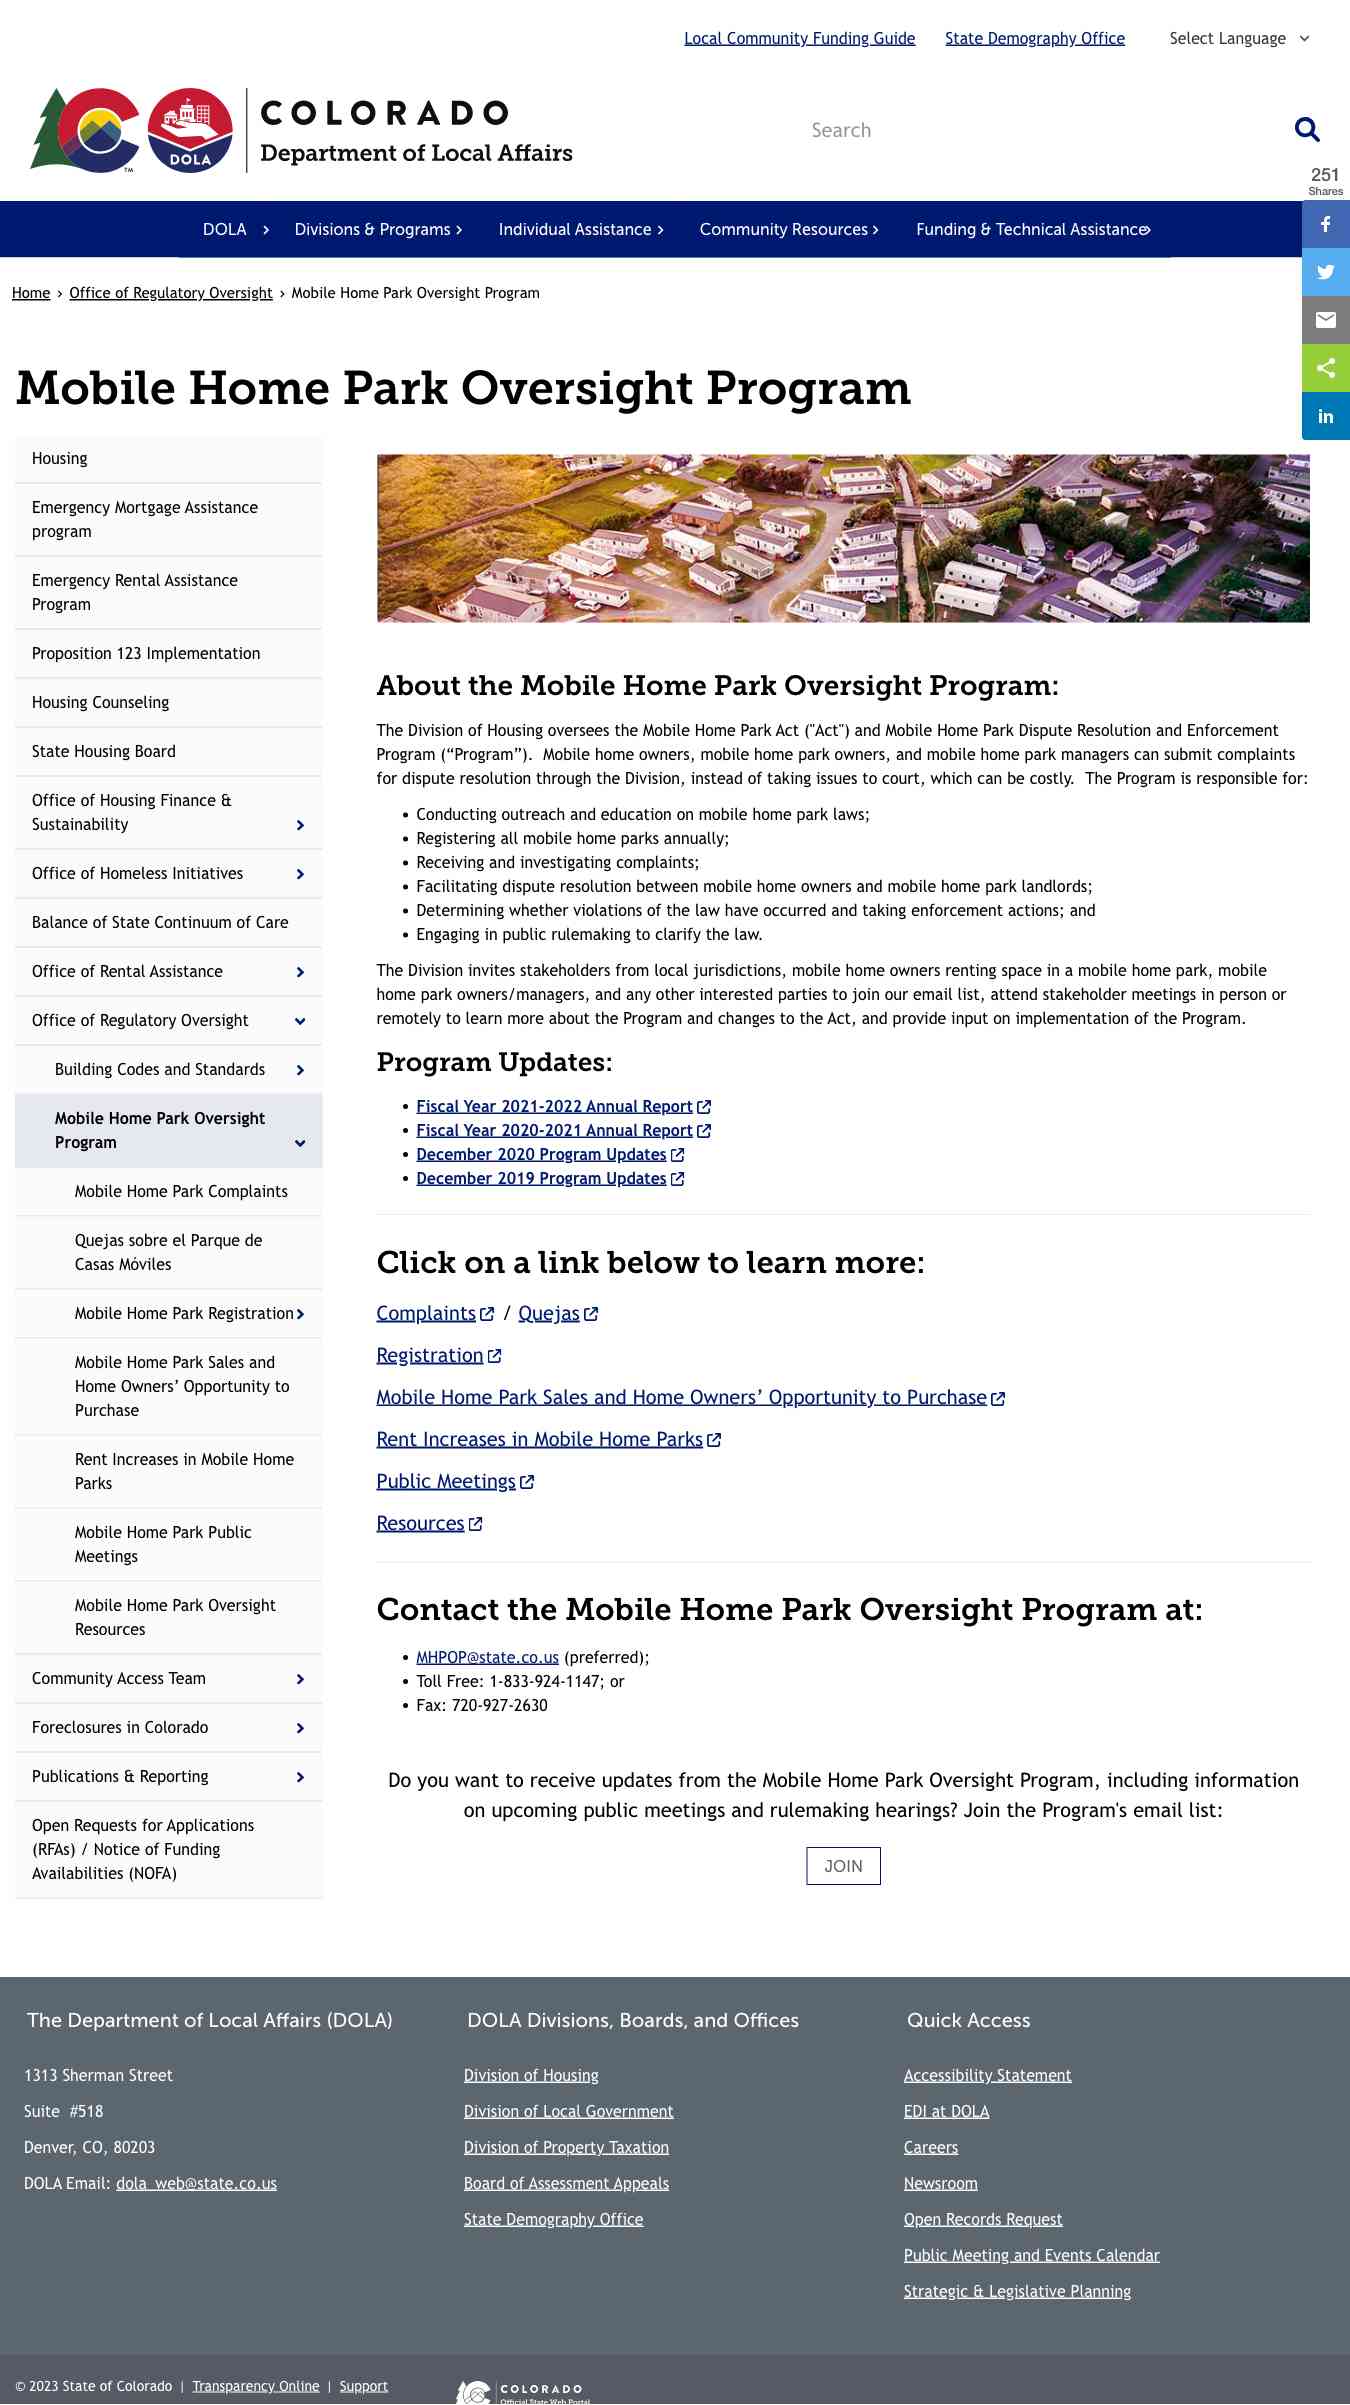 Local Community Funding Guide State Demography Office Select Language
DOLA
TM
COLORADO
Department of Local Affairs
Search
251
Shares
DOLA Divisions & Programs Individual Assistance Community Resources Funding & Technical Assistance
Home › Office of Regulatory Oversight › Mobile Home Park Oversight Program
Mobile Home Park Oversight Program
Housing
Emergency Mortgage Assistance
program
Emergency Rental Assistance
Program
Proposition 123 Implementation
Housing Counseling
State Housing Board
Office of Housing Finance &
Sustainability
Office of Homeless Initiatives
Balance of State Continuum of Care
Office of Rental Assistance
Office of Regulatory Oversight
Building Codes and Standards
Mobile Home Park Oversight
Program
Mobile Home Park Complaints
Quejas sobre el Parque de
Casas Móviles
Mobile Home Park Registration
Mobile Home Park Sales and
Home Owners’ Opportunity to
Purchase
Rent Increases in Mobile Home
Parks
Mobile Home Park Public
Meetings
Mobile Home Park Oversight
Resources
Community Access Team
Foreclosures in Colorado
Publications & Reporting
Open Requests for Applications
(RFAs) / Notice of Funding
Availabilities (NOFA)
About the Mobile Home Park Oversight Program:
The Division of Housing oversees the Mobile Home Park Act ("Act") and Mobile Home Park Dispute Resolution and Enforcement
Program (“Program”).  Mobile home owners, mobile home park owners, and mobile home park managers can submit complaints
for dispute resolution through the Division, instead of taking issues to court, which can be costly.  The Program is responsible for:
• Conducting outreach and education on mobile home park laws;
• Registering all mobile home parks annually;
• Receiving and investigating complaints;
• Facilitating dispute resolution between mobile home owners and mobile home park landlords;
• Determining whether violations of the law have occurred and taking enforcement actions; and
• Engaging in public rulemaking to clarify the law.
The Division invites stakeholders from local jurisdictions, mobile home owners renting space in a mobile home park, mobile
home park owners/managers, and any other interested parties to join our email list, attend stakeholder meetings in person or
remotely to learn more about the Program and changes to the Act, and provide input on implementation of the Program.
Program Updates:
• Fiscal Year 2021-2022 Annual Report
• Fiscal Year 2020-2021 Annual Report
• December 2020 Program Updates
• December 2019 Program Updates
Click on a link below to learn more:
Complaints / Quejas
Registration
Mobile Home Park Sales and Home Owners’ Opportunity to Purchase
Rent Increases in Mobile Home Parks
Public Meetings
Resources
Contact the Mobile Home Park Oversight Program at:
• MHPOP@state.co.us (preferred);
• Toll Free: 1-833-924-1147; or
• Fax: 720-927-2630
Do you want to receive updates from the Mobile Home Park Oversight Program, including information
on upcoming public meetings and rulemaking hearings? Join the Program's email list:
JOIN
The Department of Local Affairs (DOLA)
1313 Sherman Street
Suite  #518
Denver, CO, 80203
DOLA Email: dola_web@state.co.us
DOLA Divisions, Boards, and Offices
Division of Housing
Division of Local Government
Division of Property Taxation
Board of Assessment Appeals
State Demography Office
Quick Access
Accessibility Statement
EDI at DOLA
Careers
Newsroom
Open Records Request
Public Meeting and Events Calendar
Strategic & Legislative Planning
© 2023 State of Colorado | Transparency Online | Support
COLORADO
Official State Web Portal